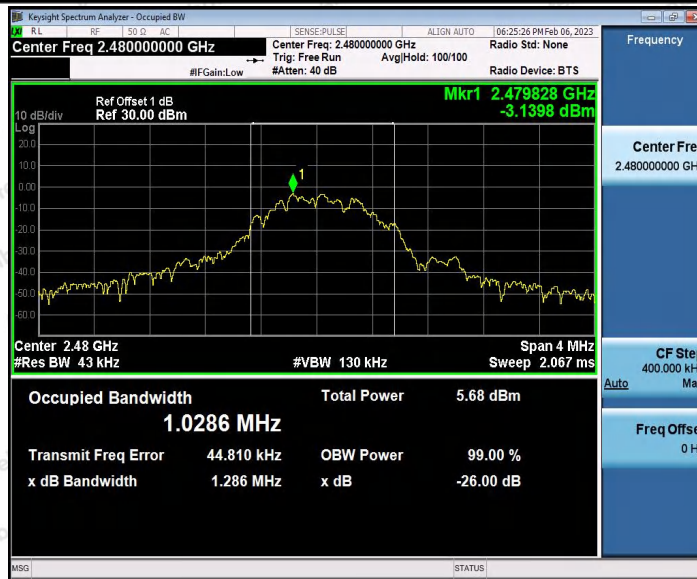 Keysight Spectrum Analyzer - Occupied BW
RL RF 50 Ω AC SENSE:PULSE ALIGN AUTO 06:25:26 PM Feb 06, 2023
Center Freq 2.480000000 GHz
Center Freq: 2.480000000 GHz
Radio Std: None
Trig: Free Run Avg|Hold: 100/100
#IFGain:Low #Atten: 40 dB Radio Device: BTS
Frequency
Mkr1 2.479828 GHz
-3.1398 dBm
Ref Offset 1 dB
10 dB/div Ref 30.00 dBm
Log
20.0
10.0
0.00
-10.0
-20.0
-30.0
-40.0
-50.0
-60.0
1
Center 2.48 GHz Span 4 MHz
#Res BW 43 kHz #VBW 130 kHz Sweep 2.067 ms
Center Fre
2.480000000 GH
CF Ste
400.000 kH
Auto Ma
Freq Offse
0 H
Occupied Bandwidth Total Power 5.68 dBm
1.0286 MHz
Transmit Freq Error 44.810 kHz OBW Power 99.00 %
x dB Bandwidth 1.286 MHz x dB -26.00 dB
MSG STATUS